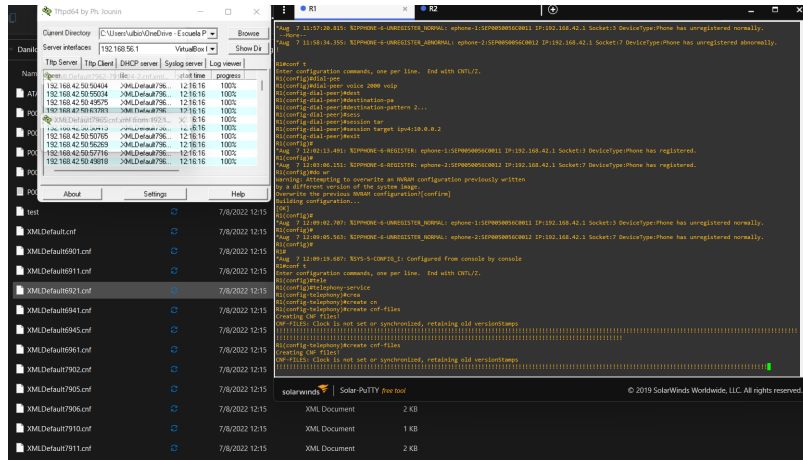 Tftpd64 by Ph. Jounin
Current Directory C:\Users\ulbio\OneDrive - Escuela P Browse
Server interfaces 192.168.56.1 VirtualBox Show Dir
Tftp Server Tftp Client DHCP server Syslog server Log viewer
peer file start time progress
192.168.42.50:50404 XMLDefault796... 12:16:16 100%
192.168.42.50:55034 XMLDefault796... 12:16:16 100%
192.168.42.50:49575 XMLDefault796... 12:16:16 100%
192.168.42.50:63783 XMLDefault796... 12:16:16 100%
192.168.42.50:50765 XMLDefault796... 12:16:16 100%
192.168.42.50:56269 XMLDefault796... 12:16:16 100%
192.168.42.50:57716 XMLDefault796... 12:16:16 100%
192.168.42.50:49818 XMLDefault796... 12:16:16 100%
About Settings Help
Danilo
Nam
ATA
P00
P00
P00
P00
P00
test 7/8/2022 12:15
XMLDefault.cnf 7/8/2022 12:15
XMLDefault6901.cnf 7/8/2022 12:15
XMLDefault6911.cnf 7/8/2022 12:15
XMLDefault6921.cnf 7/8/2022 12:15
XMLDefault6941.cnf 7/8/2022 12:15
XMLDefault6945.cnf 7/8/2022 12:15
XMLDefault6961.cnf 7/8/2022 12:15
XMLDefault7902.cnf 7/8/2022 12:15
XMLDefault7905.cnf 7/8/2022 12:15
XMLDefault7906.cnf 7/8/2022 12:15 XML Document 2 KB
XMLDefault7910.cnf 7/8/2022 12:15 XML Document 1 KB
XMLDefault7911.cnf 7/8/2022 12:15 XML Document 2 KB
R1 R2
*Aug 7 11:57:20.815: %IPPHONE-6-UNREGISTER_NORMAL: ephone-1:SEP0050056C0011 IP:192.168.42.1 Socket:3 DeviceType:Phone has unregistered normally.
--More--
*Aug 7 11:58:34.355: %IPPHONE-6-UNREGISTER_ABNORMAL: ephone-2:SEP0050056C0012 IP:192.168.42.1 Socket:7 DeviceType:Phone has unregistered abnormally.
!
R1#conf t
Enter configuration commands, one per line. End with CNTL/Z.
R1(config)#dial-pee
R1(config)#dial-peer voice 2000 voip
R1(config-dial-peer)#dest
R1(config-dial-peer)#destination-pa
R1(config-dial-peer)#destination-pattern 2...
R1(config-dial-peer)#sess
R1(config-dial-peer)#session tar
R1(config-dial-peer)#session target ipv4:10.0.0.2
R1(config-dial-peer)#exit
R1(config)#
*Aug 7 12:02:13.491: %IPPHONE-6-REGISTER: ephone-1:SEP0050056C0011 IP:192.168.42.1 Socket:3 DeviceType:Phone has registered.
R1(config)#
*Aug 7 12:03:06.151: %IPPHONE-6-REGISTER: ephone-2:SEP0050056C0012 IP:192.168.42.1 Socket:7 DeviceType:Phone has registered.
R1(config)#do wr
Warning: Attempting to overwrite an NVRAM configuration previously written
by a different version of the system image.
Overwrite the previous NVRAM configuration?[confirm]
Building configuration...
[OK]
R1(config)#
*Aug 7 12:09:02.707: %IPPHONE-6-UNREGISTER_NORMAL: ephone-1:SEP0050056C0011 IP:192.168.42.1 Socket:3 DeviceType:Phone has unregistered normally.
R1(config)#
*Aug 7 12:09:05.563: %IPPHONE-6-UNREGISTER_NORMAL: ephone-2:SEP0050056C0012 IP:192.168.42.1 Socket:7 DeviceType:Phone has unregistered normally.
R1(config)#
R1#
*Aug 7 12:09:19.687: %SYS-5-CONFIG_I: Configured from console by console
R1#conf t
Enter configuration commands, one per line. End with CNTL/Z.
R1(config)#tele
R1(config)#telephony-service
R1(config-telephony)#crea
R1(config-telephony)#create cn
R1(config-telephony)#create cnf-files
Creating CNF files!
CNF-FILES: Clock is not set or synchronized, retaining old versionStamps
R1(config-telephony)#create cnf-files
Creating CNF files!
CNF-FILES: Clock is not set or synchronized, retaining old versionStamps
solarwinds Solar-PuTTY free tool © 2019 SolarWinds Worldwide, LLC. All rights reserved.